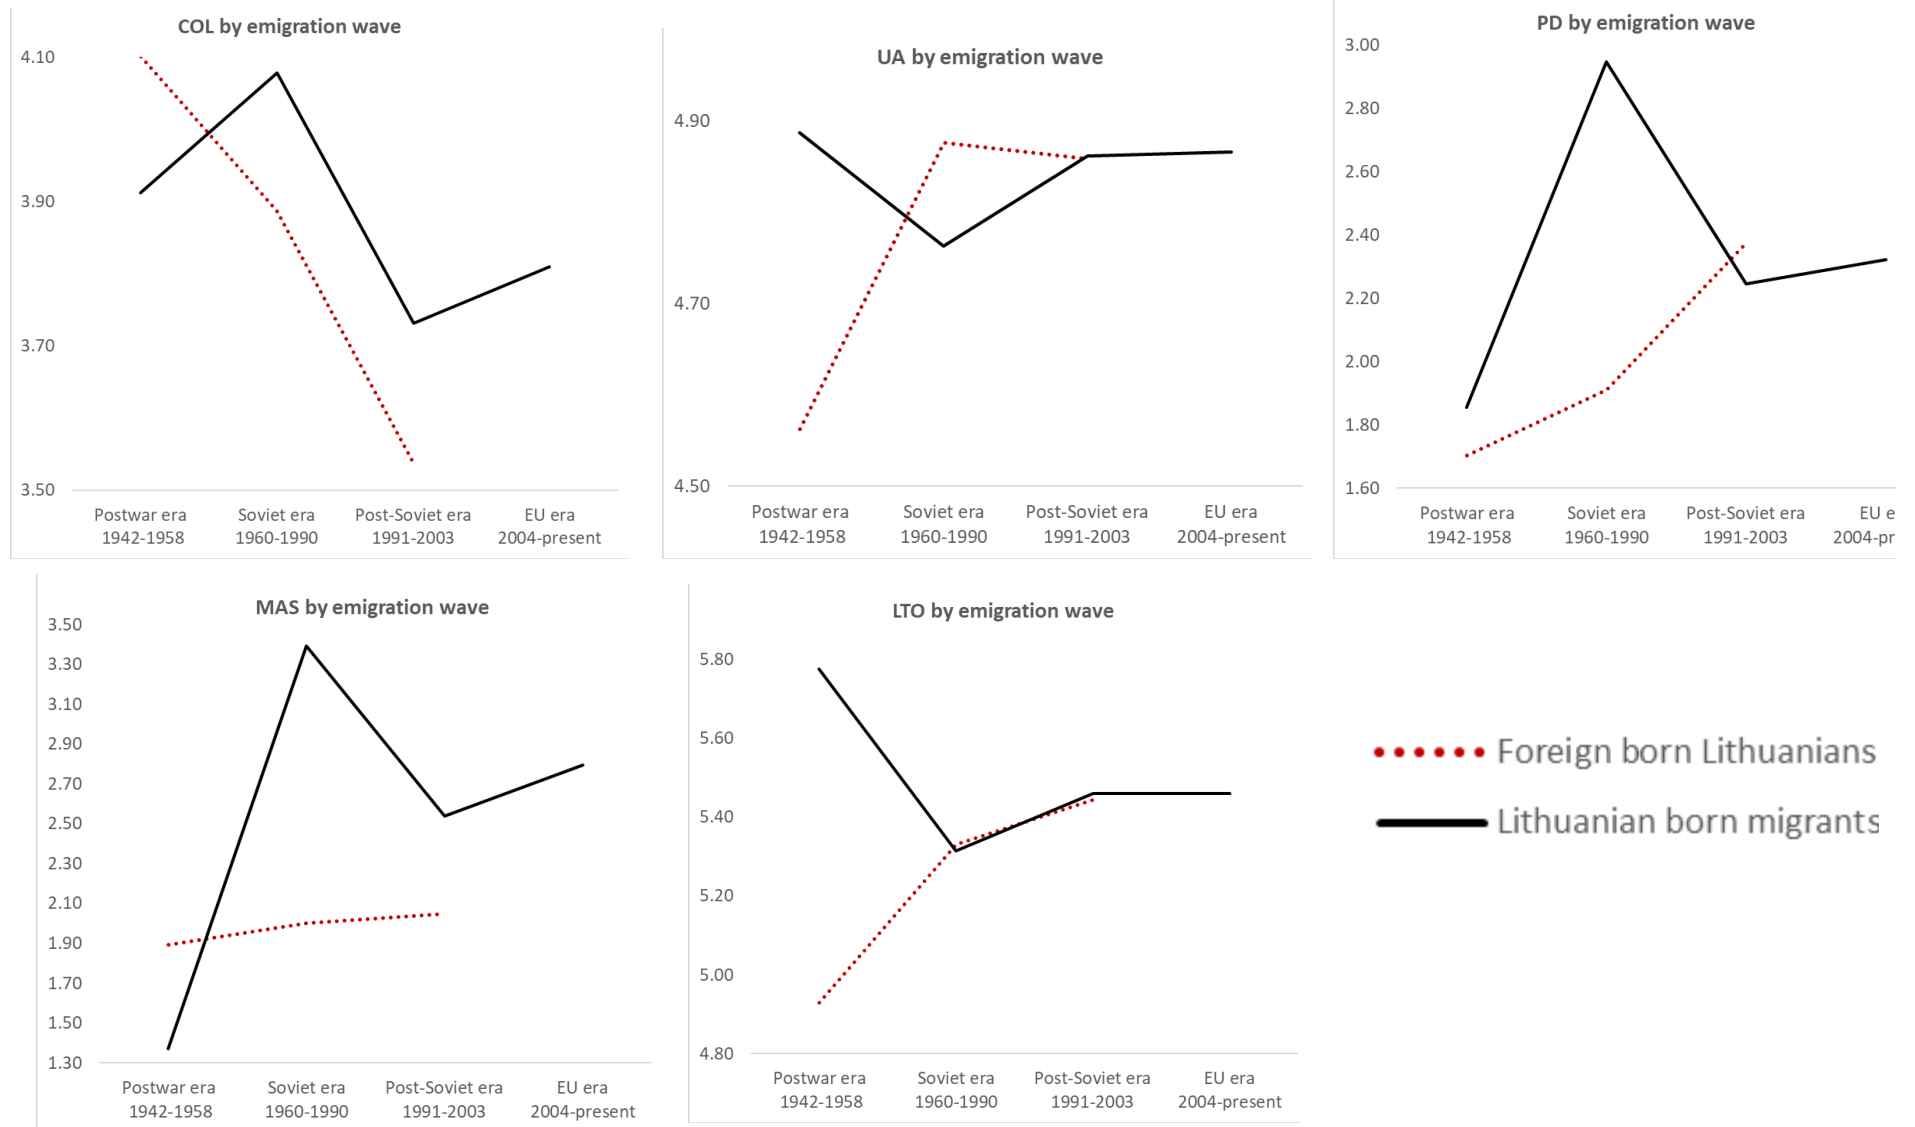 COL by emigration wave
4.10
3.90
3.70
3.50
Postwar era
1942-1958
Soviet era
1960-1990
Post-Soviet era
1991-2003
EU era
2004-present
UA by emigration wave
4.90
4.70
4.50
Postwar era
1942-1958
Soviet era
1960-1990
Post-Soviet era
1991-2003
EU era
2004-present
PD by emigration wave
3.00
2.80
2.60
2.40
2.20
2.00
1.80
1.60
Postwar era
1942-1958
Soviet era
1960-1990
Post-Soviet era
1991-2003
EU e
2004-pr
MAS by emigration wave
3.50
3.30
3.10
2.90
2.70
2.50
2.30
2.10
1.90
1.70
1.50
1.30
Postwar era
1942-1958
Soviet era
1960-1990
Post-Soviet era
1991-2003
EU era
2004-present
LTO by emigration wave
5.80
5.60
5.40
5.20
5.00
4.80
Postwar era
1942-1958
Soviet era
1960-1990
Post-Soviet era
1991-2003
EU era
2004-present
Foreign born Lithuanians
Lithuanian born migrants